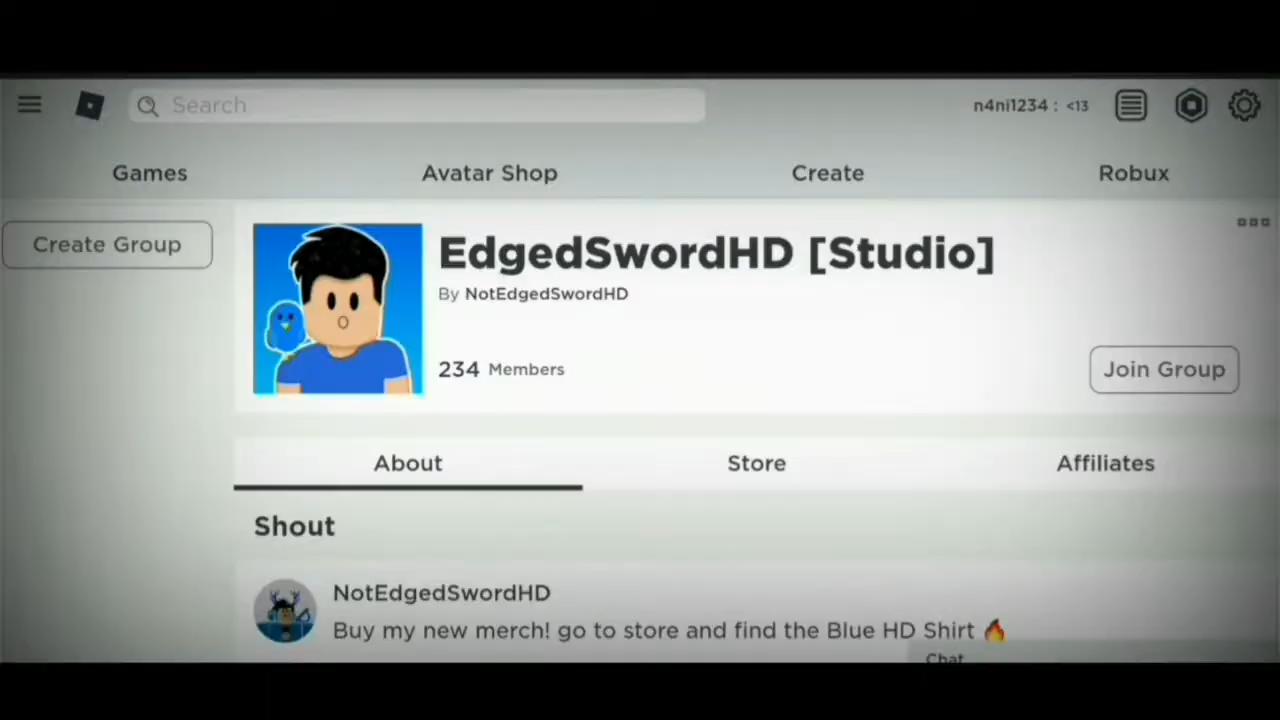 Search
n4ni1234 : <13
Games Avatar Shop Create Robux
Create Group
EdgedSwordHD [Studio]
By NotEdgedSwordHD
234 Members
Join Group
About Store Affiliates
Shout
NotEdgedSwordHD
Buy my new merch! go to store and find the Blue HD Shirt 🔥
Chat